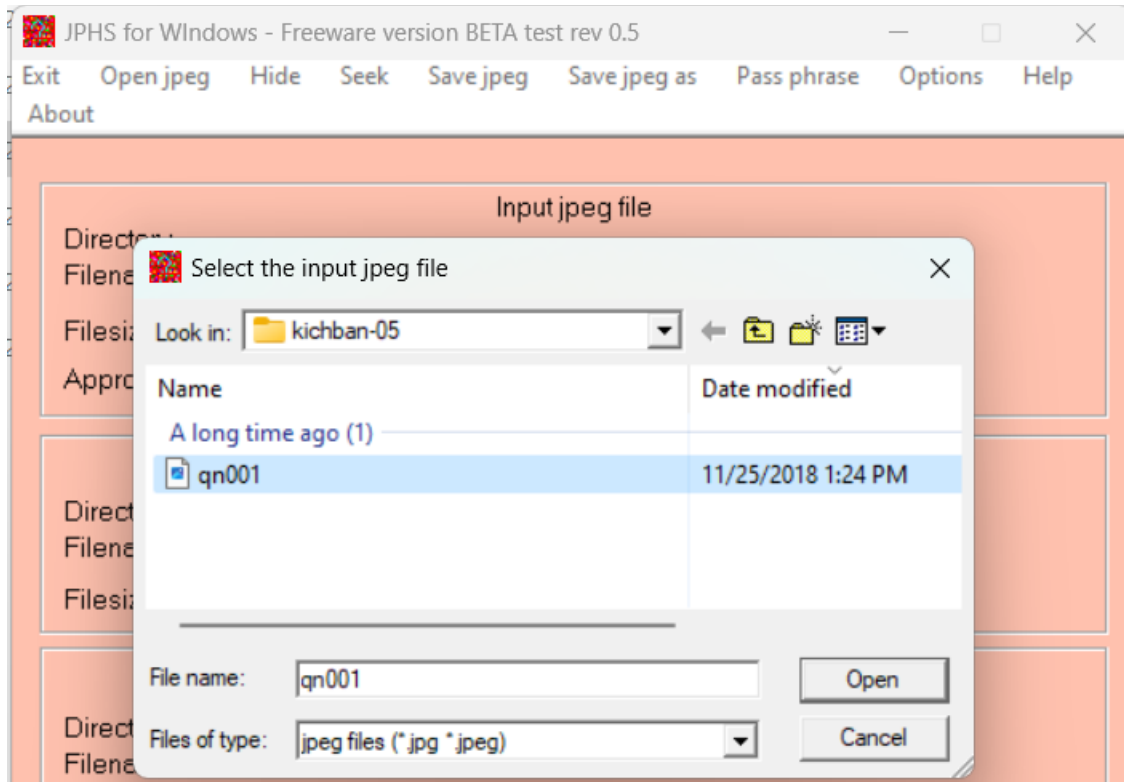 JPHS for WIndows - Freeware version BETA test rev 0.5
Exit Open jpeg Hide Seek Save jpeg Save jpeg as Pass phrase Options Help
About
Input jpeg file
Select the input jpeg file
Look in: kichban-05
Name Date modified
A long time ago (1)
qn001 11/25/2018 1:24 PM
File name: qn001 Open
Files of type: jpeg files (*.jpg *.jpeg) Cancel